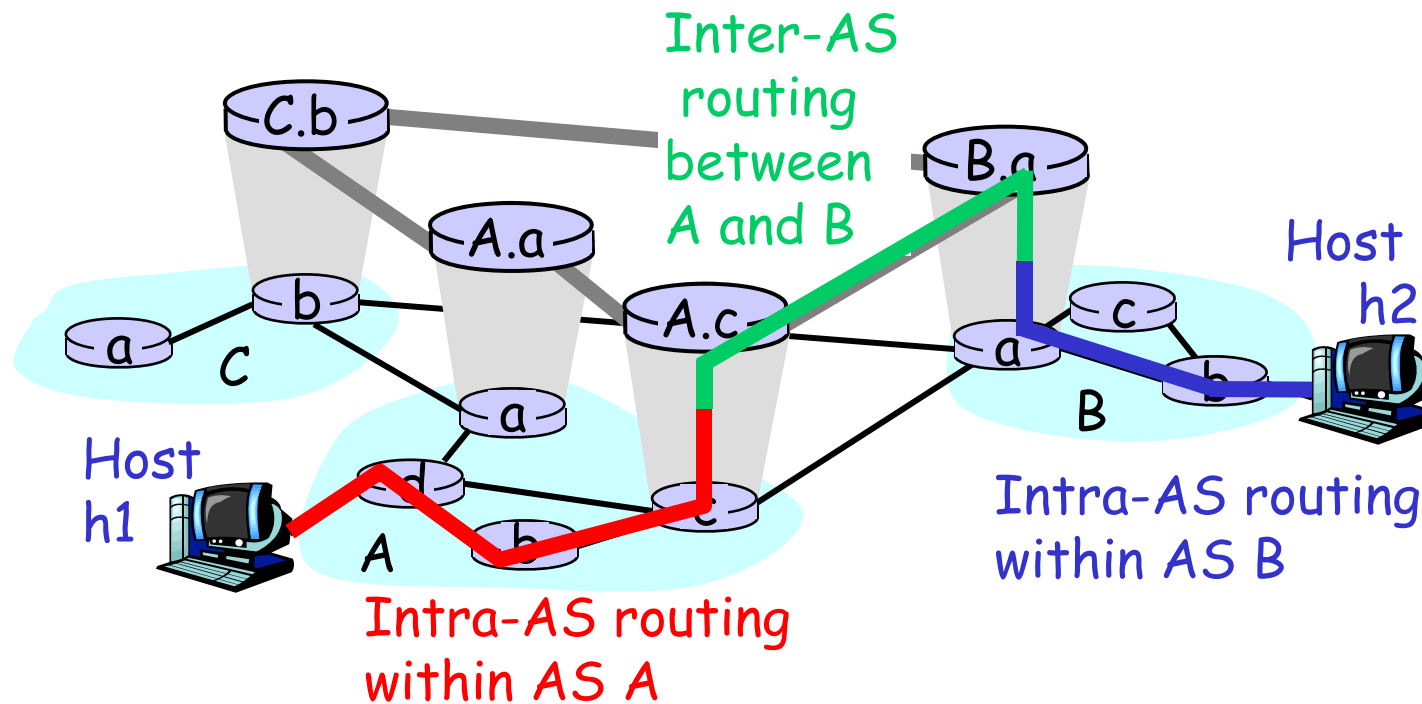 Inter-AS
routing
between
A and B
C.b
B.a
A.a
A.c
Host
h2
b
a
C
c
a
b
B
a
Host
h1
d
c
b
A
Intra-AS routing
within AS B
Intra-AS routing
within AS A